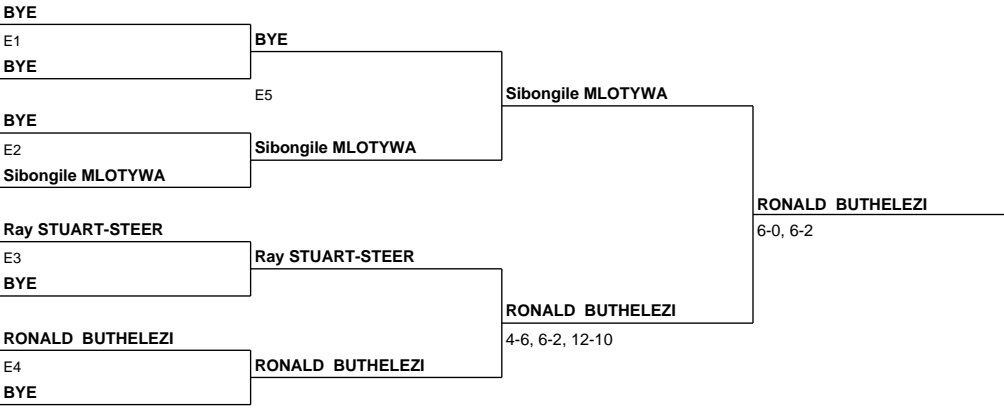 BYE
E1
BYE
BYE
E5
Sibongile MLOTYWA
BYE
E2
Sibongile MLOTYWA
Sibongile MLOTYWA
RONALD BUTHELEZI
6-0, 6-2
Ray STUART-STEER
E3
Ray STUART-STEER
BYE
RONALD BUTHELEZI
4-6, 6-2, 12-10
RONALD BUTHELEZI
E4
RONALD BUTHELEZI
BYE